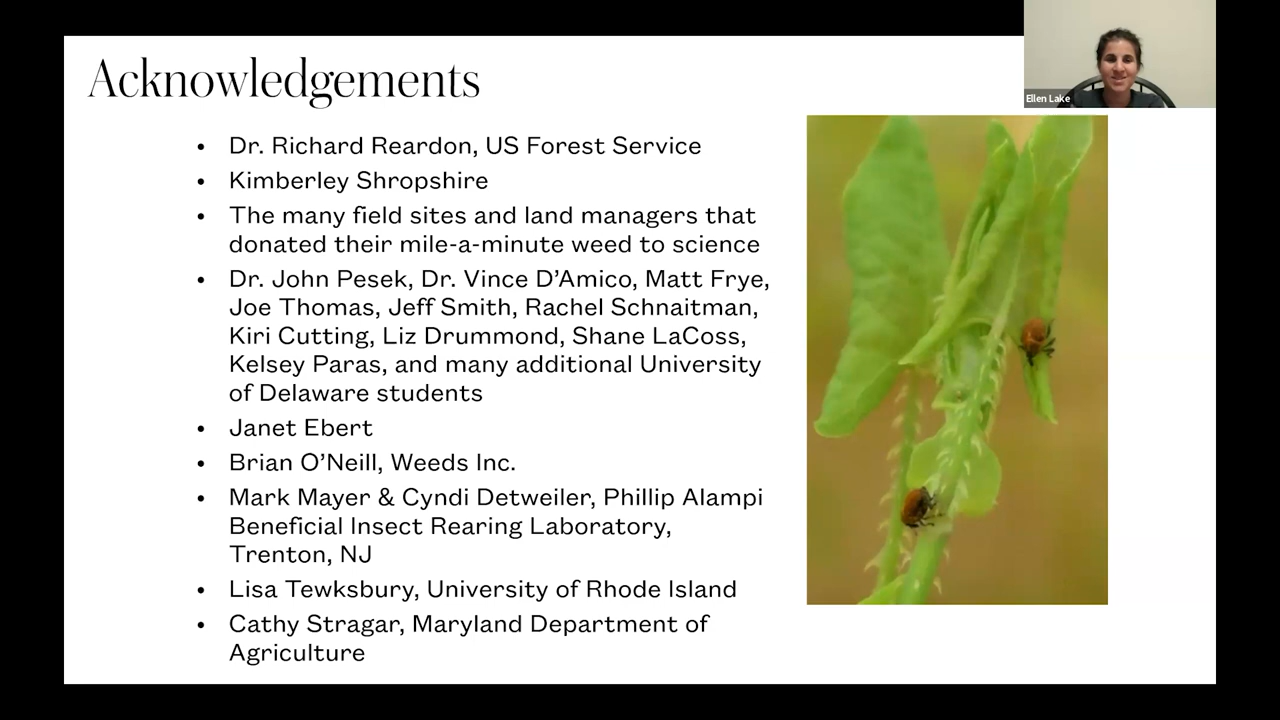 Acknowledgements
Ellen Lake
• Dr. Richard Reardon, US Forest Service
• Kimberley Shropshire
• The many field sites and land managers that
donated their mile-a-minute weed to science
• Dr. John Pesek, Dr. Vince D’Amico, Matt Frye,
Joe Thomas, Jeff Smith, Rachel Schnaitman,
Kiri Cutting, Liz Drummond, Shane LaCoss,
Kelsey Paras, and many additional University
of Delaware students
• Janet Ebert
• Brian O’Neill, Weeds Inc.
• Mark Mayer & Cyndi Detweiler, Phillip Alampi
Beneficial Insect Rearing Laboratory,
Trenton, NJ
• Lisa Tewksbury, University of Rhode Island
• Cathy Stragar, Maryland Department of
Agriculture